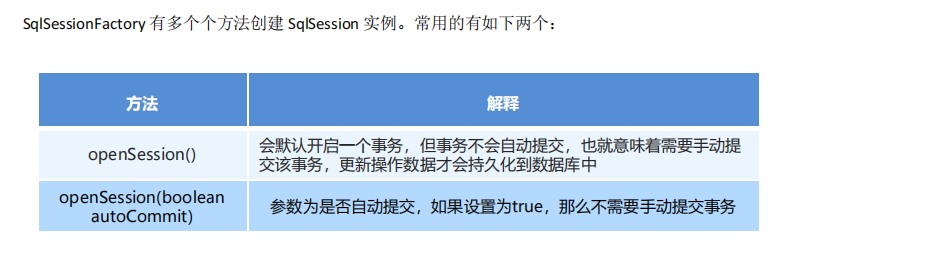 SqlSessionFactory 有多个个方法创建 SqlSession 实例。常用的有如下两个：
方法
解释
openSession()
会默认开启一个事务，但事务不会自动提交，也就意味着需要手动提
交该事务，更新操作数据才会持久化到数据库中
openSession(boolean
autoCommit)
参数为是否自动提交，如果设置为true，那么不需要手动提交事务